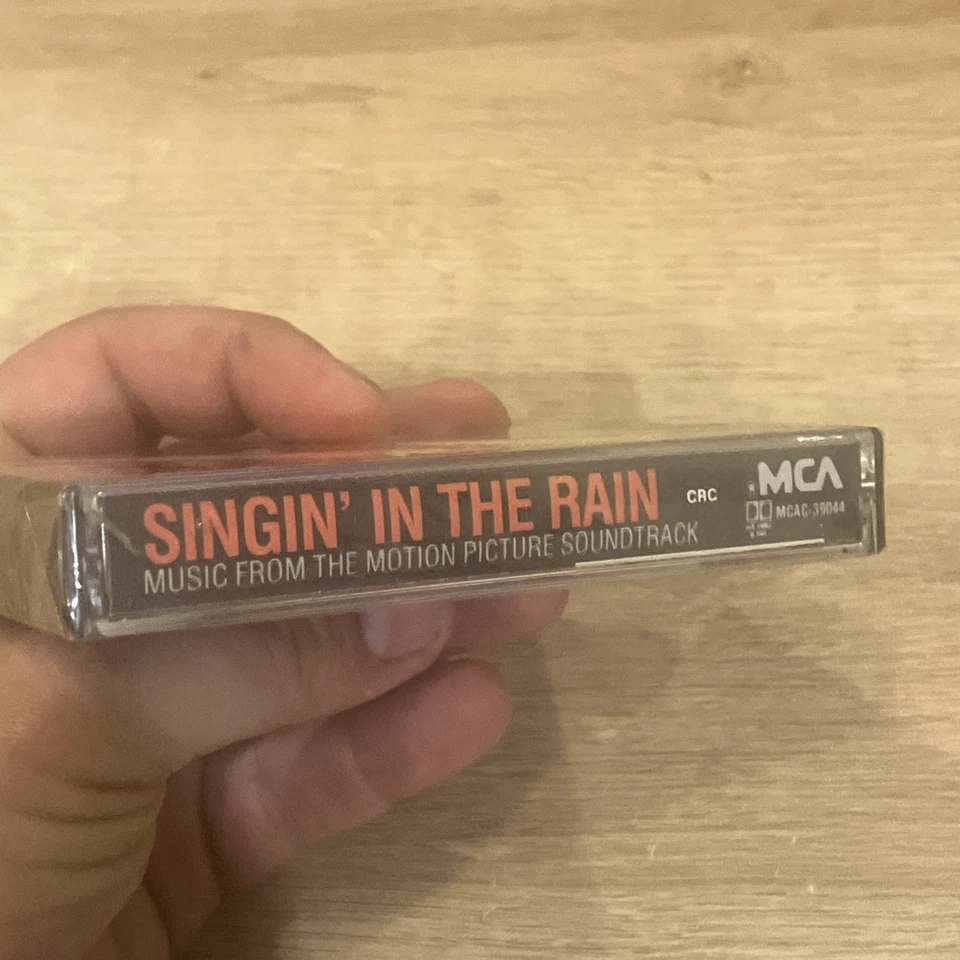 SINGIN' IN THE RAIN
MUSIC FROM THE MOTION PICTURE SOUNDTRACK
CRC
MCA
MCAC-39044